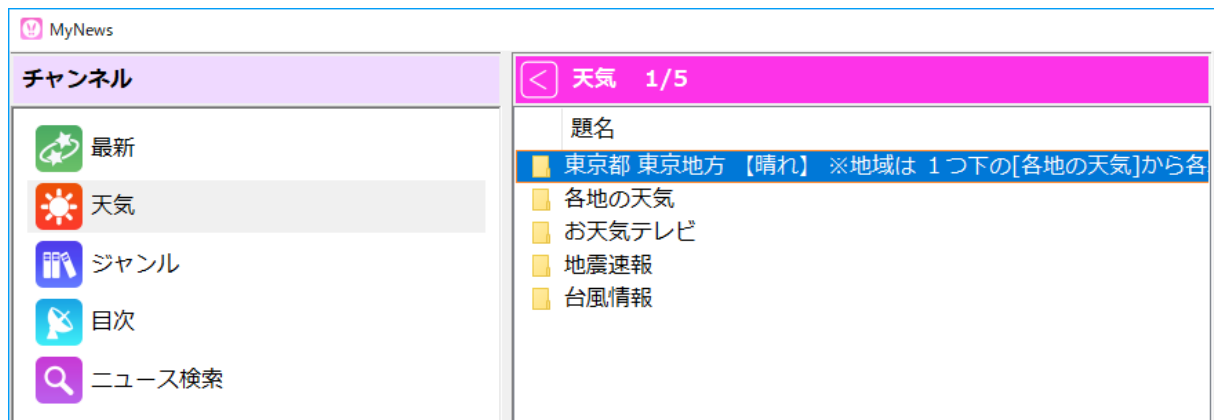 MyNews
チャンネル
最新
天気
ジャンル
目次
ニュース検索
天気 1/5
題名
東京都 東京地方 【晴れ】 ※地域は 1つ下の[各地の天気]から各
各地の天気
お天気テレビ
地震速報
台風情報